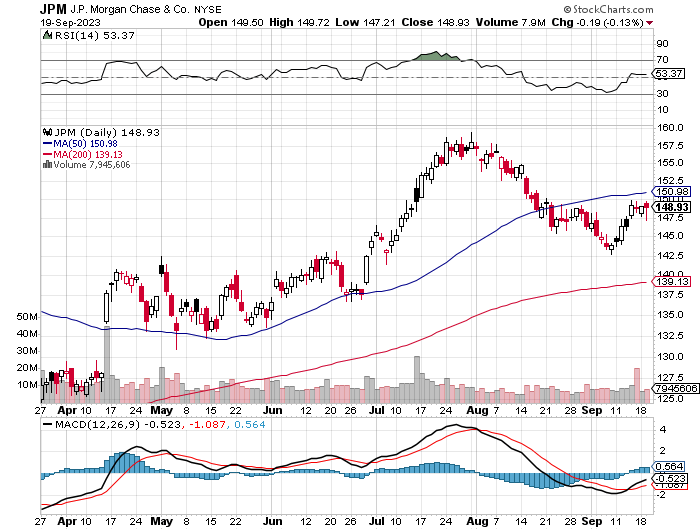 JPM J.P. Morgan Chase & Co. NYSE
© StockCharts.com
19-Sep-2023
Open 149.50 High 149.72 Low 147.21 Close 148.93 Volume 7.9M Chg -0.19 (-0.13%)
RSI(14) 53.37
90
70
53.37
30
10
JPM (Daily) 148.93
MA(50) 150.98
MA(200) 139.13
Volume 7,945,606
160.0
157.5
155.0
152.5
150.98
150.0
148.93
147.5
145.0
142.5
140.0
139.13
137.5
135.0
132.5
130.0
127.5
7945606
125.0
50M
40M
30M
20M
10M
27 Apr 10 17 24 May 8 15 22 Jun 12 20 26 Jul 10 17 24 Aug 7 14 21 28 Sep 11 18
MACD(12,26,9) -0.523, -1.087, 0.564
4
2
0.564
-0.523
-1.087
-2
27 Apr 10 17 24 May 8 15 22 Jun 12 20 26 Jul 10 17 24 Aug 7 14 21 28 Sep 11 18